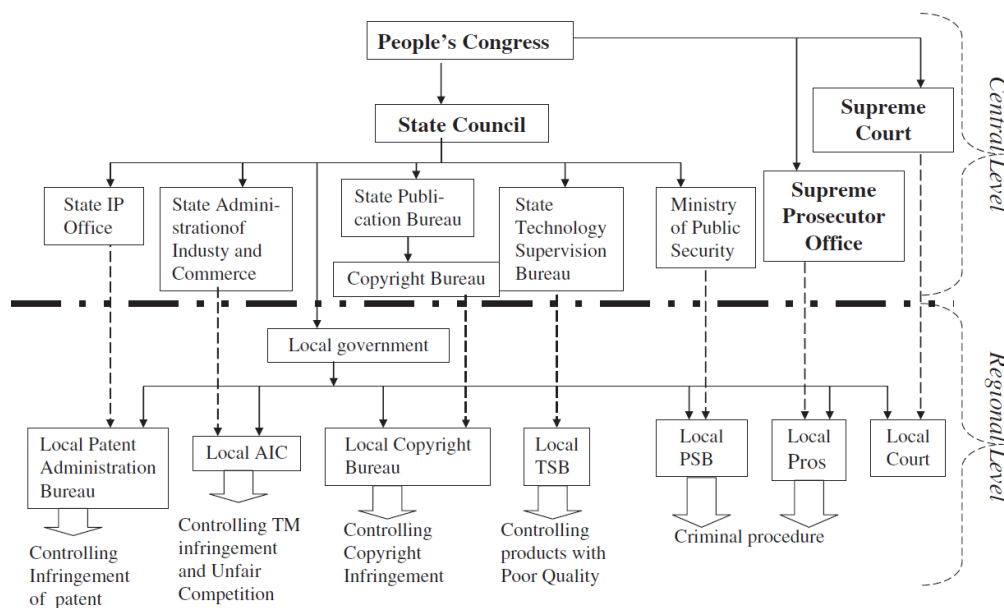 People's Congress
State Council
Supreme
Court
Supreme
Prosecutor
Office
State IP
Office
State Admini-
strationof
Industy and
Commerce
State Publi-
cation Bureau
Copyright Bureau
State
Technology
Supervision
Bureau
Ministry
of Public
Security
Central Level
Local government
Local Patent
Administration
Bureau
Local AIC
Local Copyright
Bureau
Local
TSB
Local
PSB
Local
Pros
Local
Court
Regional Level
Controlling
Infringement
of patent
Controlling TM
infringement
and Unfair
Competition
Controlling
Copyright
Infringement
Controlling
products with
Poor Quality
Criminal procedure